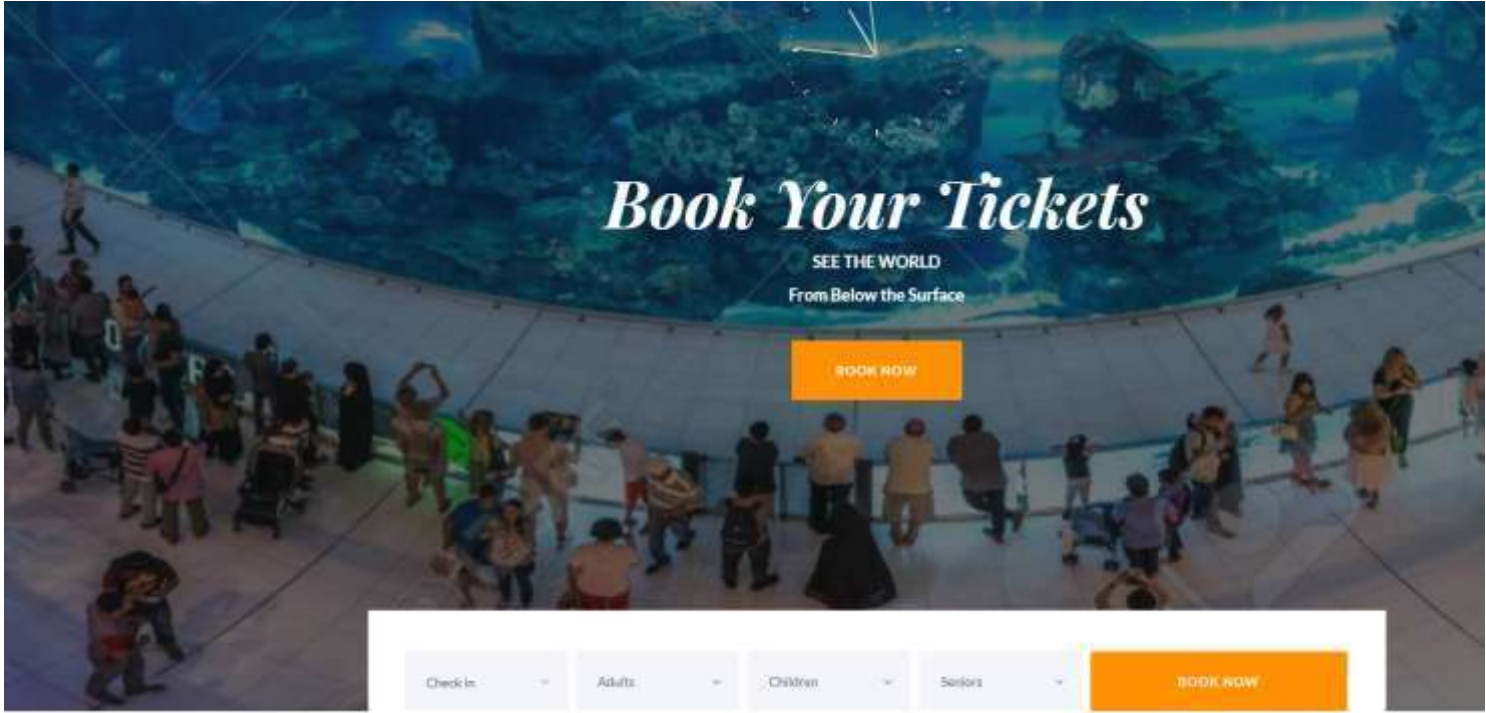 Book Your Tickets
SEE THE WORLD
From Below the Surface
BOOK NOW
Check in
Adults
Children
Seniors
BOOK NOW